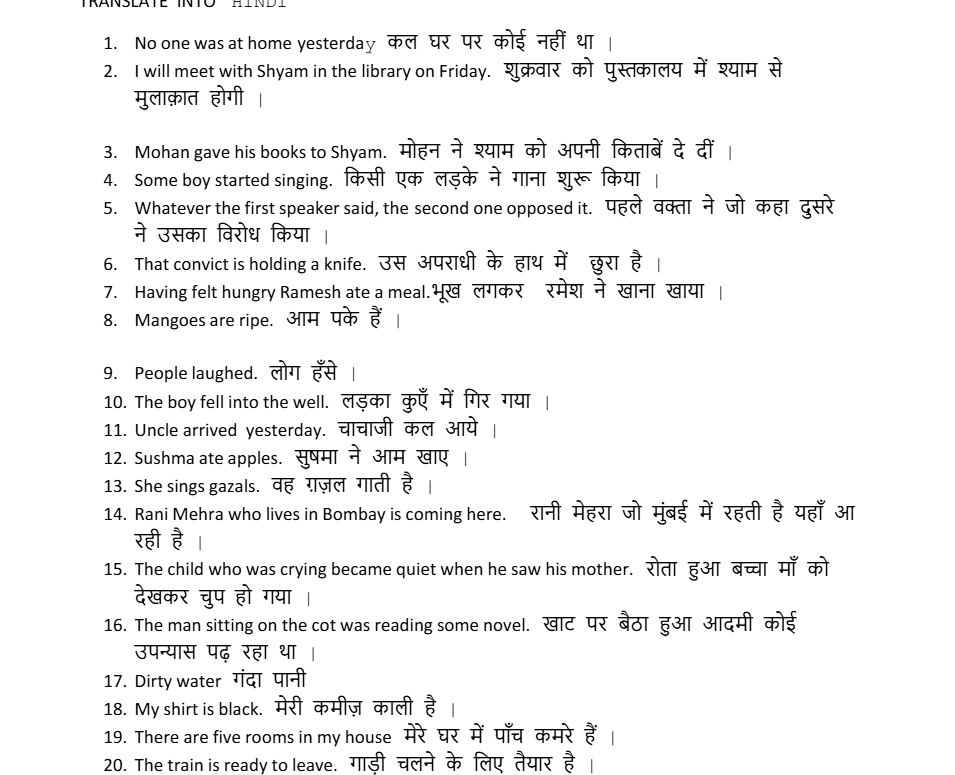 TRANSLATE INTO HINDI
1. No one was at home yesterday कल घर पर कोई नहीं था |
2. I will meet with Shyam in the library on Friday. शुक्रवार को पुस्तकालय में श्याम से
मुलाक़ात होगी |
3. Mohan gave his books to Shyam. मोहन ने श्याम को अपनी किताबें दे दीं |
4. Some boy started singing. किसी एक लड़के ने गाना शुरू किया |
5. Whatever the first speaker said, the second one opposed it. पहले वक्ता ने जो कहा दुसरे
ने उसका विरोध किया |
6. That convict is holding a knife. उस अपराधी के हाथ में छुरा है |
7. Having felt hungry Ramesh ate a meal.भूख लगकर रमेश ने खाना खाया |
8. Mangoes are ripe. आम पके हैं |
9. People laughed. लोग हँसे |
10. The boy fell into the well. लड़का कुएँ में गिर गया |
11. Uncle arrived yesterday. चाचाजी कल आये |
12. Sushma ate apples. सुषमा ने आम खाए |
13. She sings gazals. वह ग़ज़ल गाती है |
14. Rani Mehra who lives in Bombay is coming here. रानी मेहरा जो मुंबई में रहती है यहाँ आ
रही है |
15. The child who was crying became quiet when he saw his mother. रोता हुआ बच्चा माँ को
देखकर चुप हो गया |
16. The man sitting on the cot was reading some novel. खाट पर बैठा हुआ आदमी कोई
उपन्यास पढ़ रहा था |
17. Dirty water गंदा पानी
18. My shirt is black. मेरी कमीज़ काली है |
19. There are five rooms in my house मेरे घर में पाँच कमरे हैं |
20. The train is ready to leave. गाड़ी चलने के लिए तैयार है |